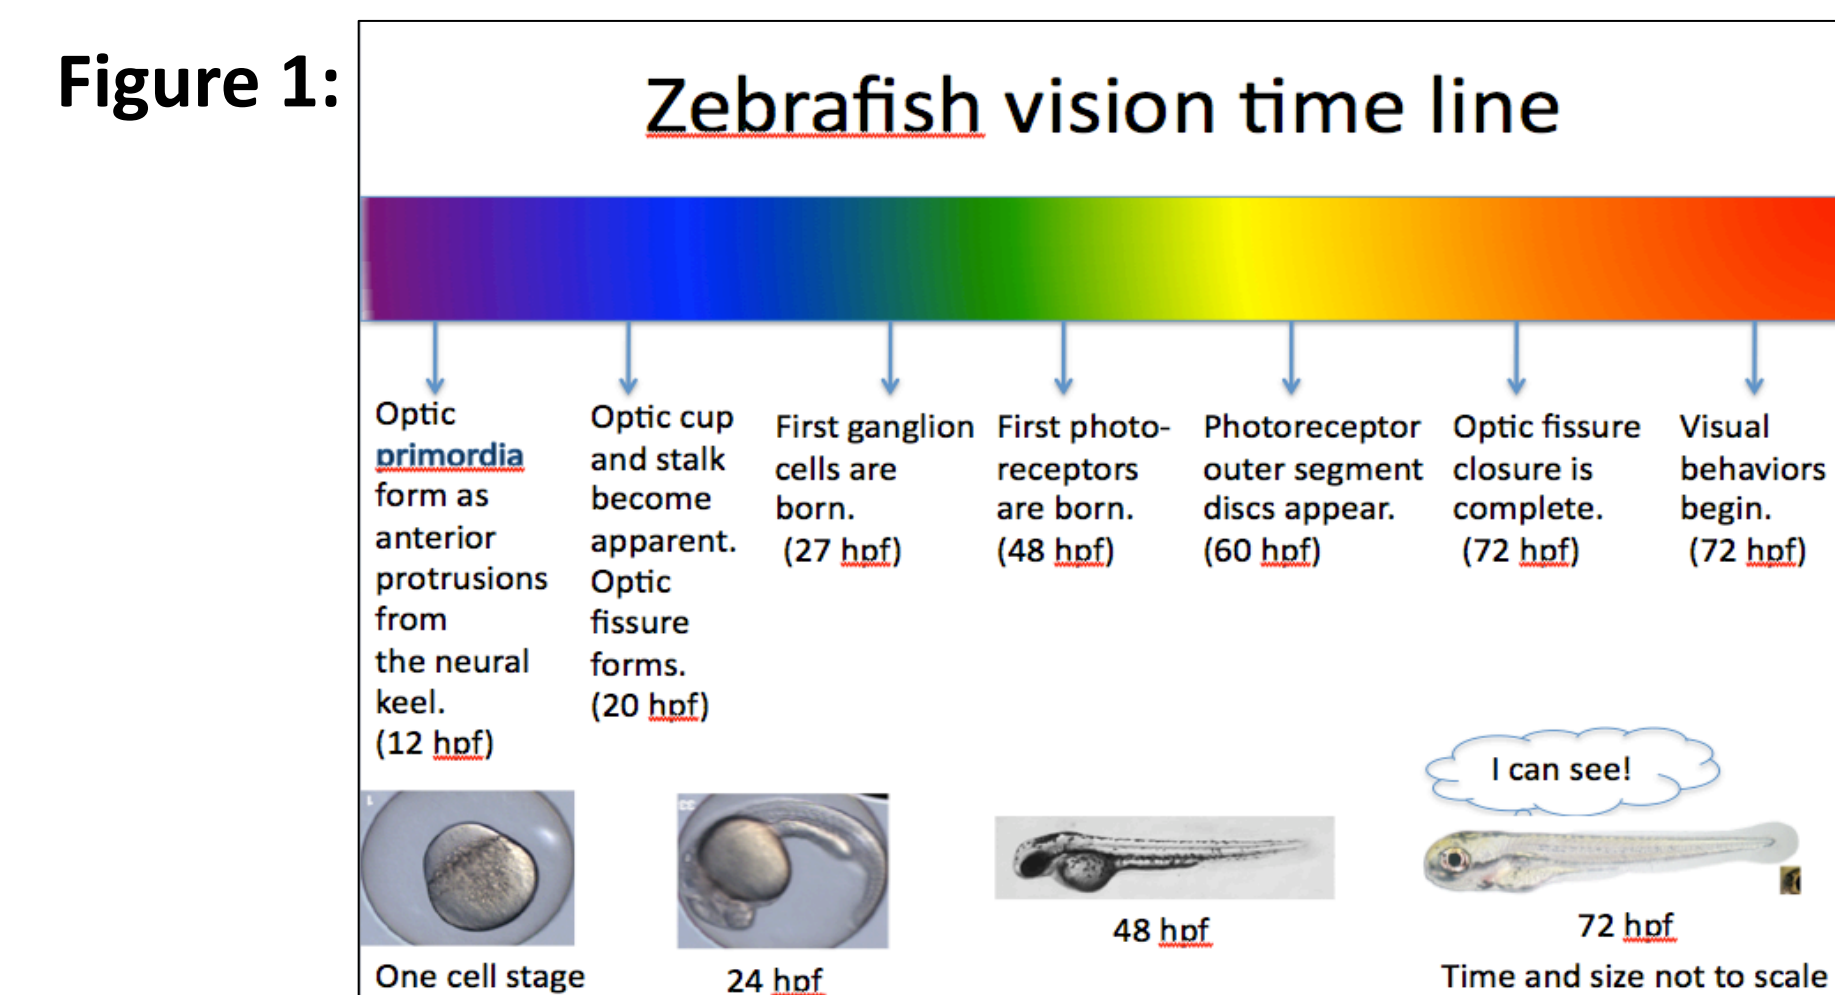 Figure 1:
Zebrafish vision time line
Optic
primordia
form as
anterior
protrusions
from
the neural
keel.
(12 hpf)
Optic cup
and stalk
become
apparent.
Optic
fissure
forms.
(20 hpf)
First ganglion
cells are
born.
(27 hpf)
First photo-
receptors
are born.
(48 hpf)
Photoreceptor
outer segment
discs appear.
(60 hpf)
Optic fissure
closure is
complete.
(72 hpf)
Visual
behaviors
begin.
(72 hpf)
I can see!
1
33
One cell stage
24 hpf
48 hpf
72 hpf
Time and size not to scale